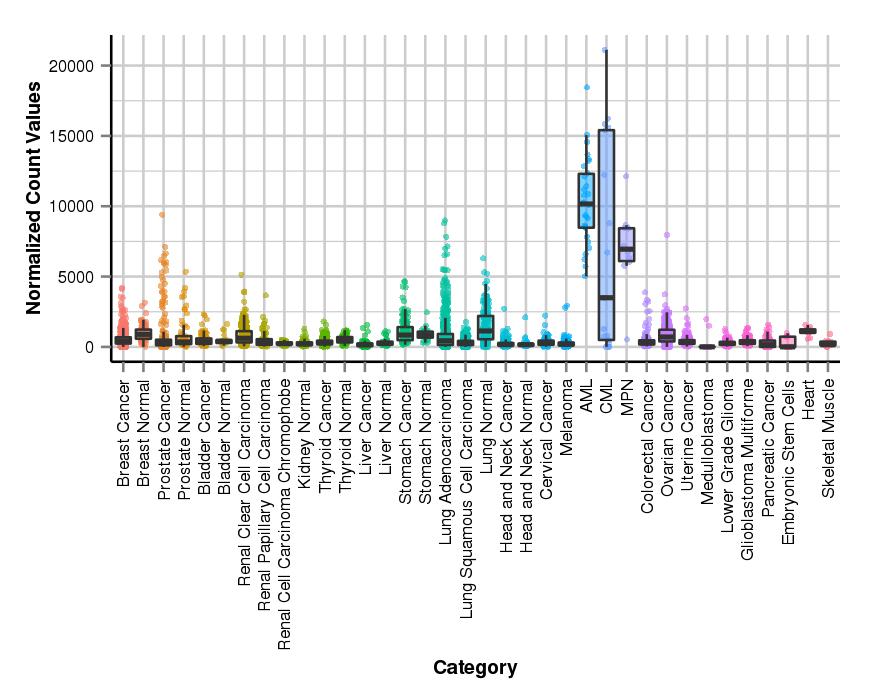 Normalized Count Values
20000
15000
10000
5000
0
Breast Cancer
Breast Normal
Prostate Cancer
Prostate Normal
Bladder Cancer
Bladder Normal
Renal Clear Cell Carcinoma
Renal Papillary Cell Carcinoma
Renal Cell Carcinoma Chromophobe
Kidney Normal
Thyroid Cancer
Thyroid Normal
Liver Cancer
Liver Normal
Stomach Cancer
Stomach Normal
Lung Adenocarcinoma
Lung Squamous Cell Carcinoma
Lung Normal
Head and Neck Cancer
Head and Neck Normal
Cervical Cancer
Melanoma
AML
CML
MPN
Colorectal Cancer
Ovarian Cancer
Uterine Cancer
Medulloblastoma
Lower Grade Glioma
Glioblastoma Multiforme
Pancreatic Cancer
Embryonic Stem Cells
Heart
Skeletal Muscle
Category